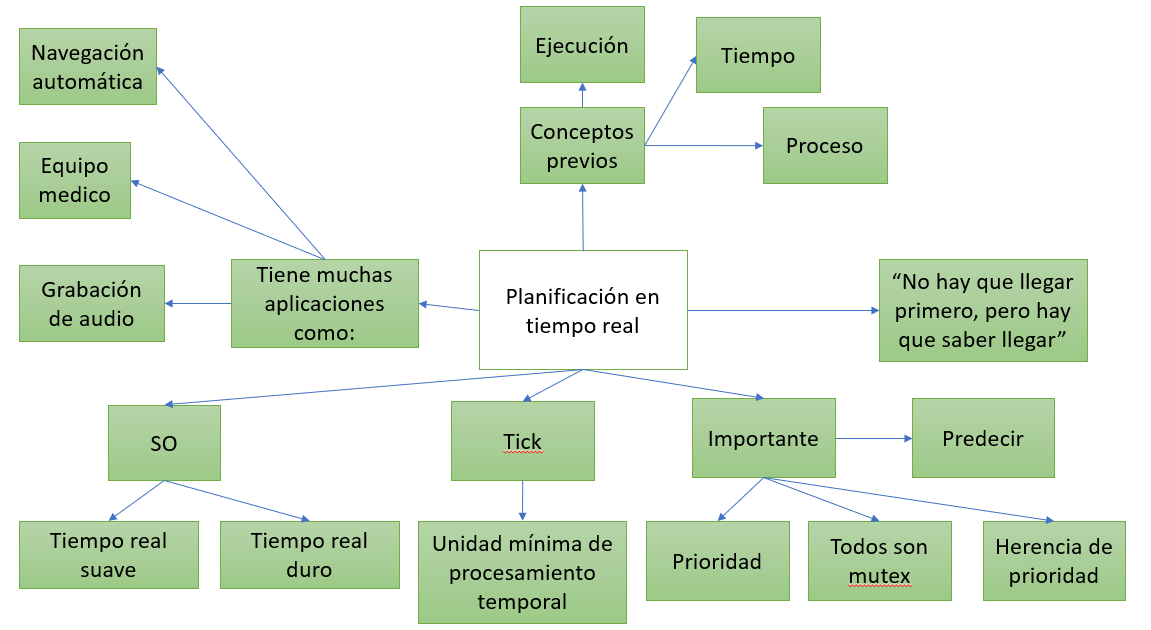 Navegación
automática
Ejecución
Tiempo
Conceptos
previos
Proceso
Equipo
medico
Grabación
de audio
Tiene muchas
aplicaciones
como:
Planificación en
tiempo real
“No hay que llegar
primero, pero hay
que saber llegar”
SO
Tick
Importante
Predecir
Tiempo real
suave
Tiempo real
duro
Unidad mínima de
procesamiento
temporal
Prioridad
Todos son
mutex
Herencia de
prioridad